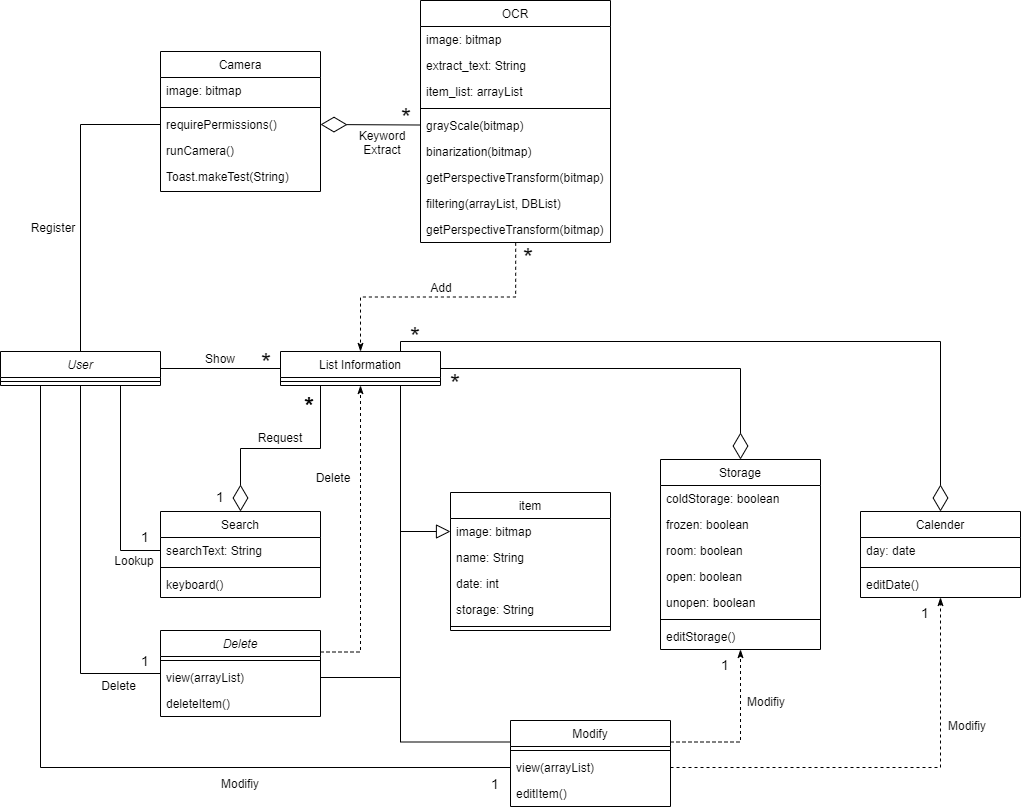 OCR
image: bitmap
extract_text: String
item_list: arrayList
grayScale(bitmap)
binarization(bitmap)
getPerspectiveTransform(bitmap)
filtering(arrayList, DBList)
getPerspectiveTransform(bitmap)
Camera
image: bitmap
requirePermissions()
runCamera()
Toast.makeTest(String)
*
Keyword
Extract
Register
*
Add
User
Show
*
List Information
*
*
*
Request
Delete
1
Search
searchText: String
keyboard()
1
Lookup
item
image: bitmap
name: String
date: int
storage: String
Storage
coldStorage: boolean
frozen: boolean
room: boolean
open: boolean
unopen: boolean
editStorage()
Calender
day: date
editDate()
1
1
Delete
view(arrayList)
deleteItem()
1
Delete
Modifiy
Modifiy
Modify
view(arrayList)
editItem()
Modifiy
1